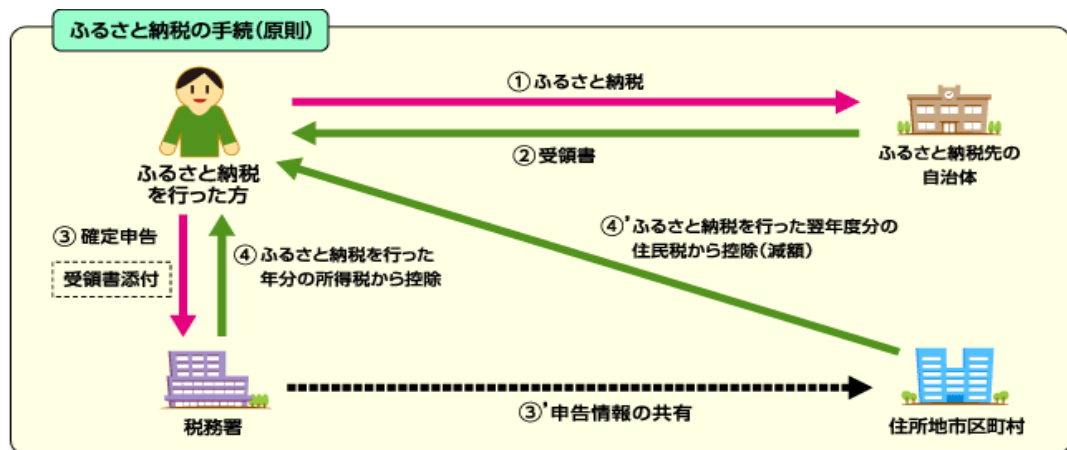 ふるさと納税の手続(原則)
①ふるさと納税
②受領書
ふるさと納税先の
自治体
ふるさと納税
を行った方
③ 確定申告
受領書添付
④ ふるさと納税を行った
年分の所得税から控除
④’ふるさと納税を行った翌年度分の
住民税から控除(減額)
税務署
③’申告情報の共有
住所地市区町村